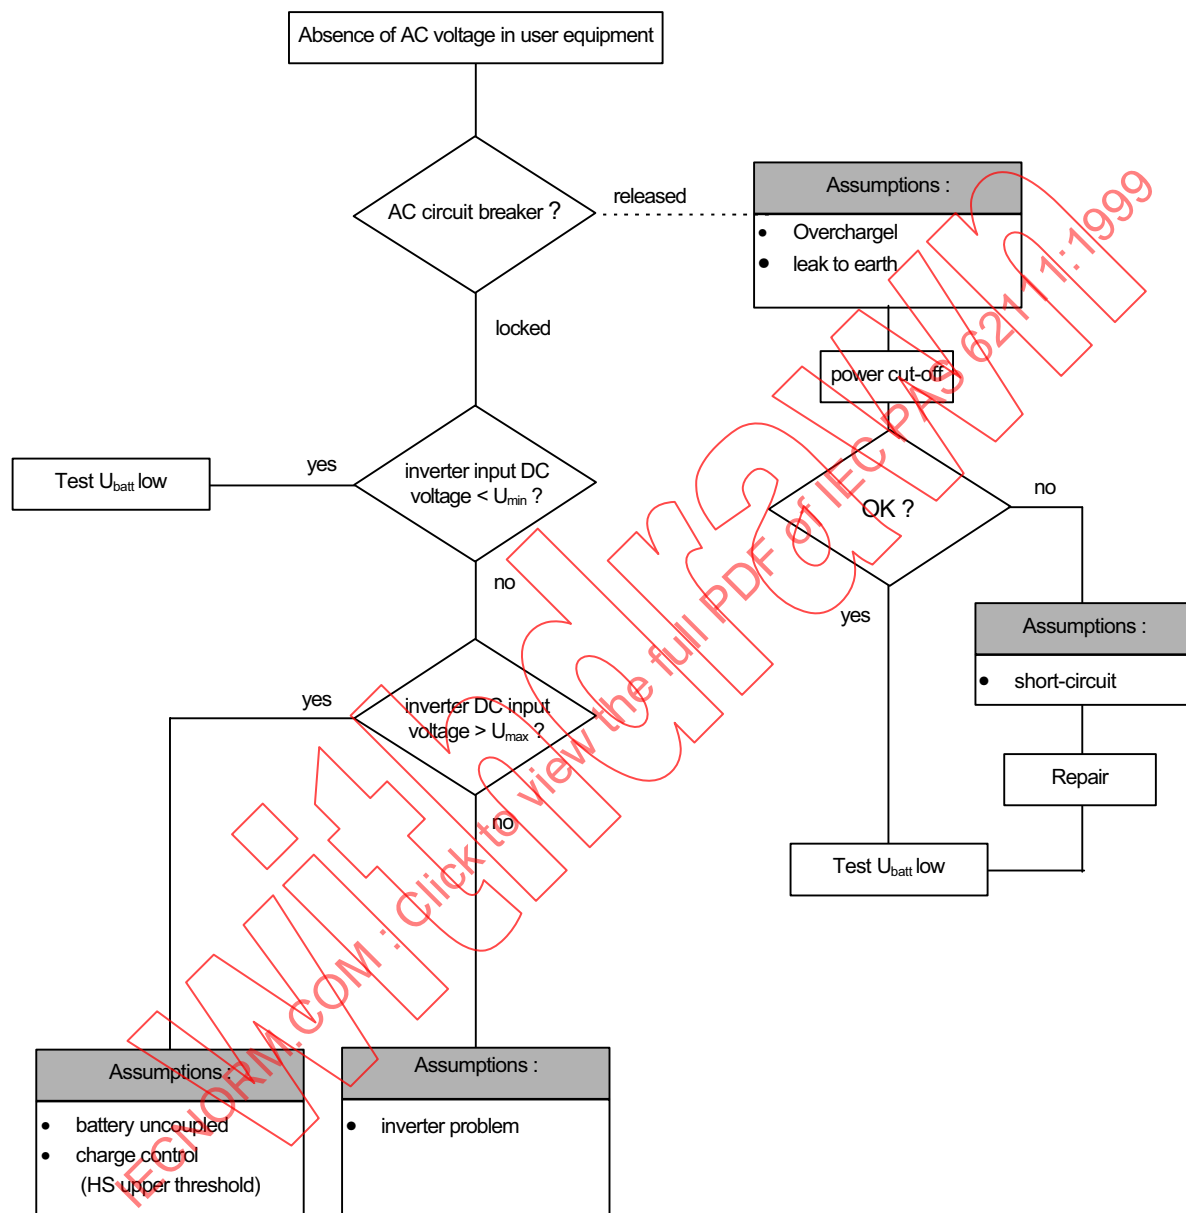 Absence of AC voltage in user equipment
AC circuit breaker ?
released
Assumptions :
• Overchargel
• leak to earth
locked
power cut-off
Test Ubatt low
yes
inverter input DC
voltage < Umin ?
OK ?
no
no
yes
Assumptions :
• short-circuit
yes
inverter DC input
voltage > Umax ?
Repair
no
Test Ubatt low
Assumptions :
• battery uncoupled
• charge control
(HS upper threshold)
Assumptions :
• inverter problem
withdrawn
IECNORM.COM : Click to view the full PDF of IEC PAS 62111:1999